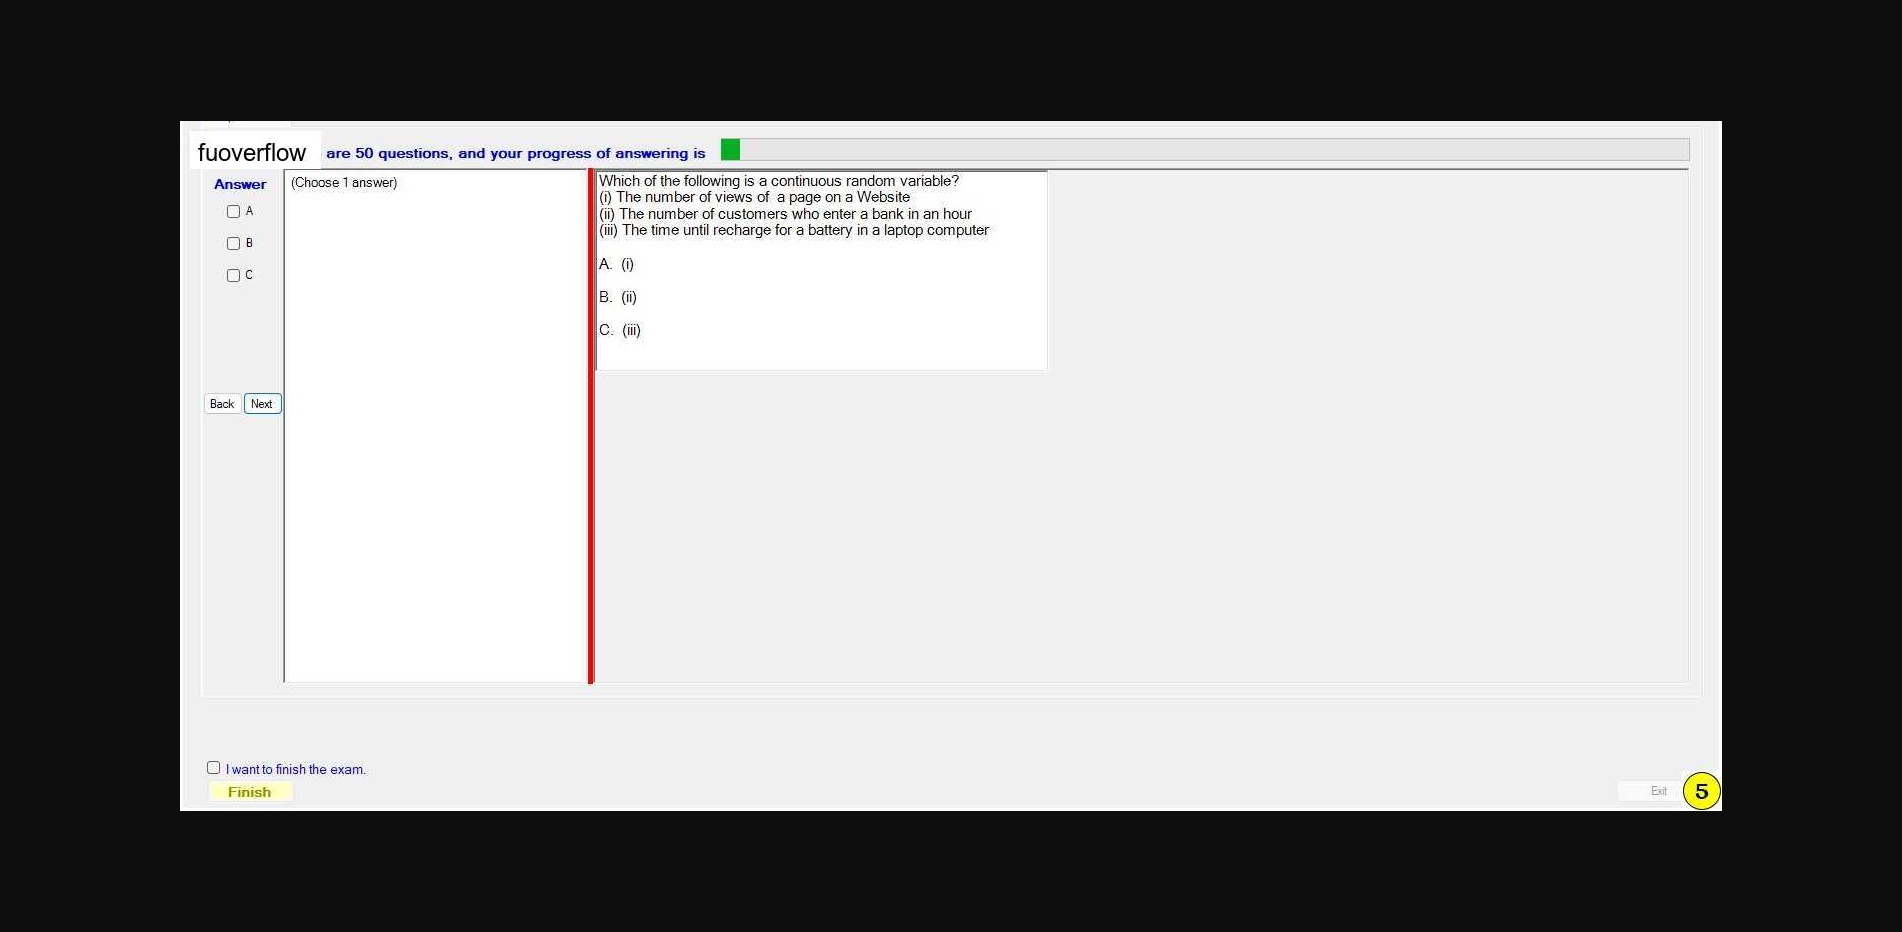 fuoverflow are 50 questions, and your progress of answering is
Answer
(Choose 1 answer)
A
B
C
Back Next
Which of the following is a continuous random variable?
(i) The number of views of a page on a Website
(ii) The number of customers who enter a bank in an hour
(iii) The time until recharge for a battery in a laptop computer
A. (i)
B. (ii)
C. (iii)
I want to finish the exam.
Finish
Exit
5